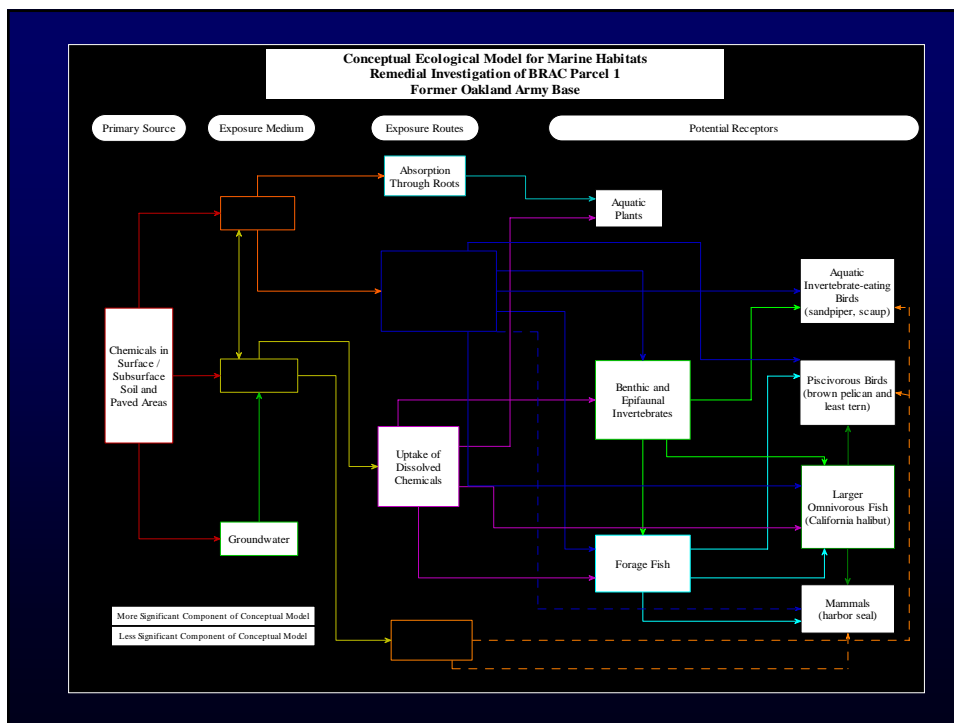 Conceptual Ecological Model for Marine Habitats
Remedial Investigation of BRAC Parcel 1
Former Oakland Army Base
Primary Source
Exposure Medium
Exposure Routes
Potential Receptors
Absorption
Through Roots
Aquatic
Plants
Aquatic
Invertebrate-eating
Birds
(sandpiper, scaup)
Chemicals in
Surface /
Subsurface
Soil and
Paved Areas
Benthic and
Epifaunal
Invertebrates
Piscivorous Birds
(brown pelican and
least tern)
Uptake of
Dissolved
Chemicals
Larger
Omnivorous Fish
(California halibut)
Groundwater
Forage Fish
Mammals
(harbor seal)
More Significant Component of Conceptual Model
Less Significant Component of Conceptual Model